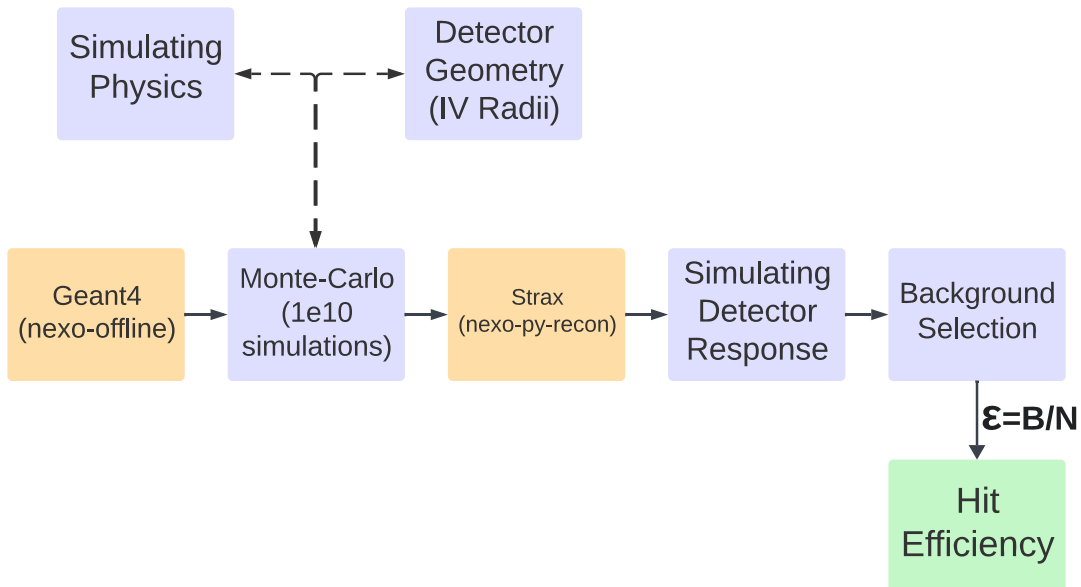 Simulating
Physics
Detector
Geometry
(IV Radii)
Geant4
(nexo-offline)
Monte-Carlo
(1e10
simulations)
Strax
(nexo-py-recon)
Simulating
Detector
Response
Background
Selection
ε=B/N
Hit
Efficiency